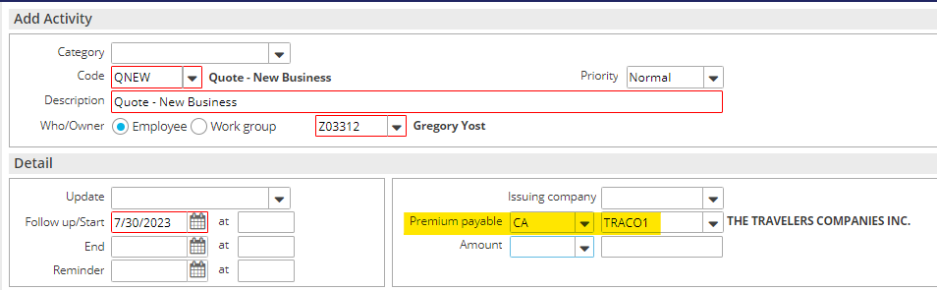 Add Activity
Category
Code QNEW Quote - New Business Priority Normal
Description Quote - New Business
Who/Owner Employee Work group Z03312 Gregory Yost
Detail
Update Issuing company
Follow up/Start 7/30/2023 at Premium payable CA TRACO1 THE TRAVELERS COMPANIES INC.
End at Amount
Reminder at